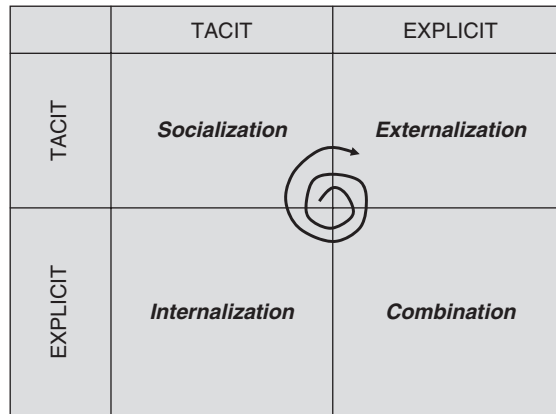 TACIT EXPLICIT
TACIT
Socialization Externalization
EXPLICIT
Internalization Combination